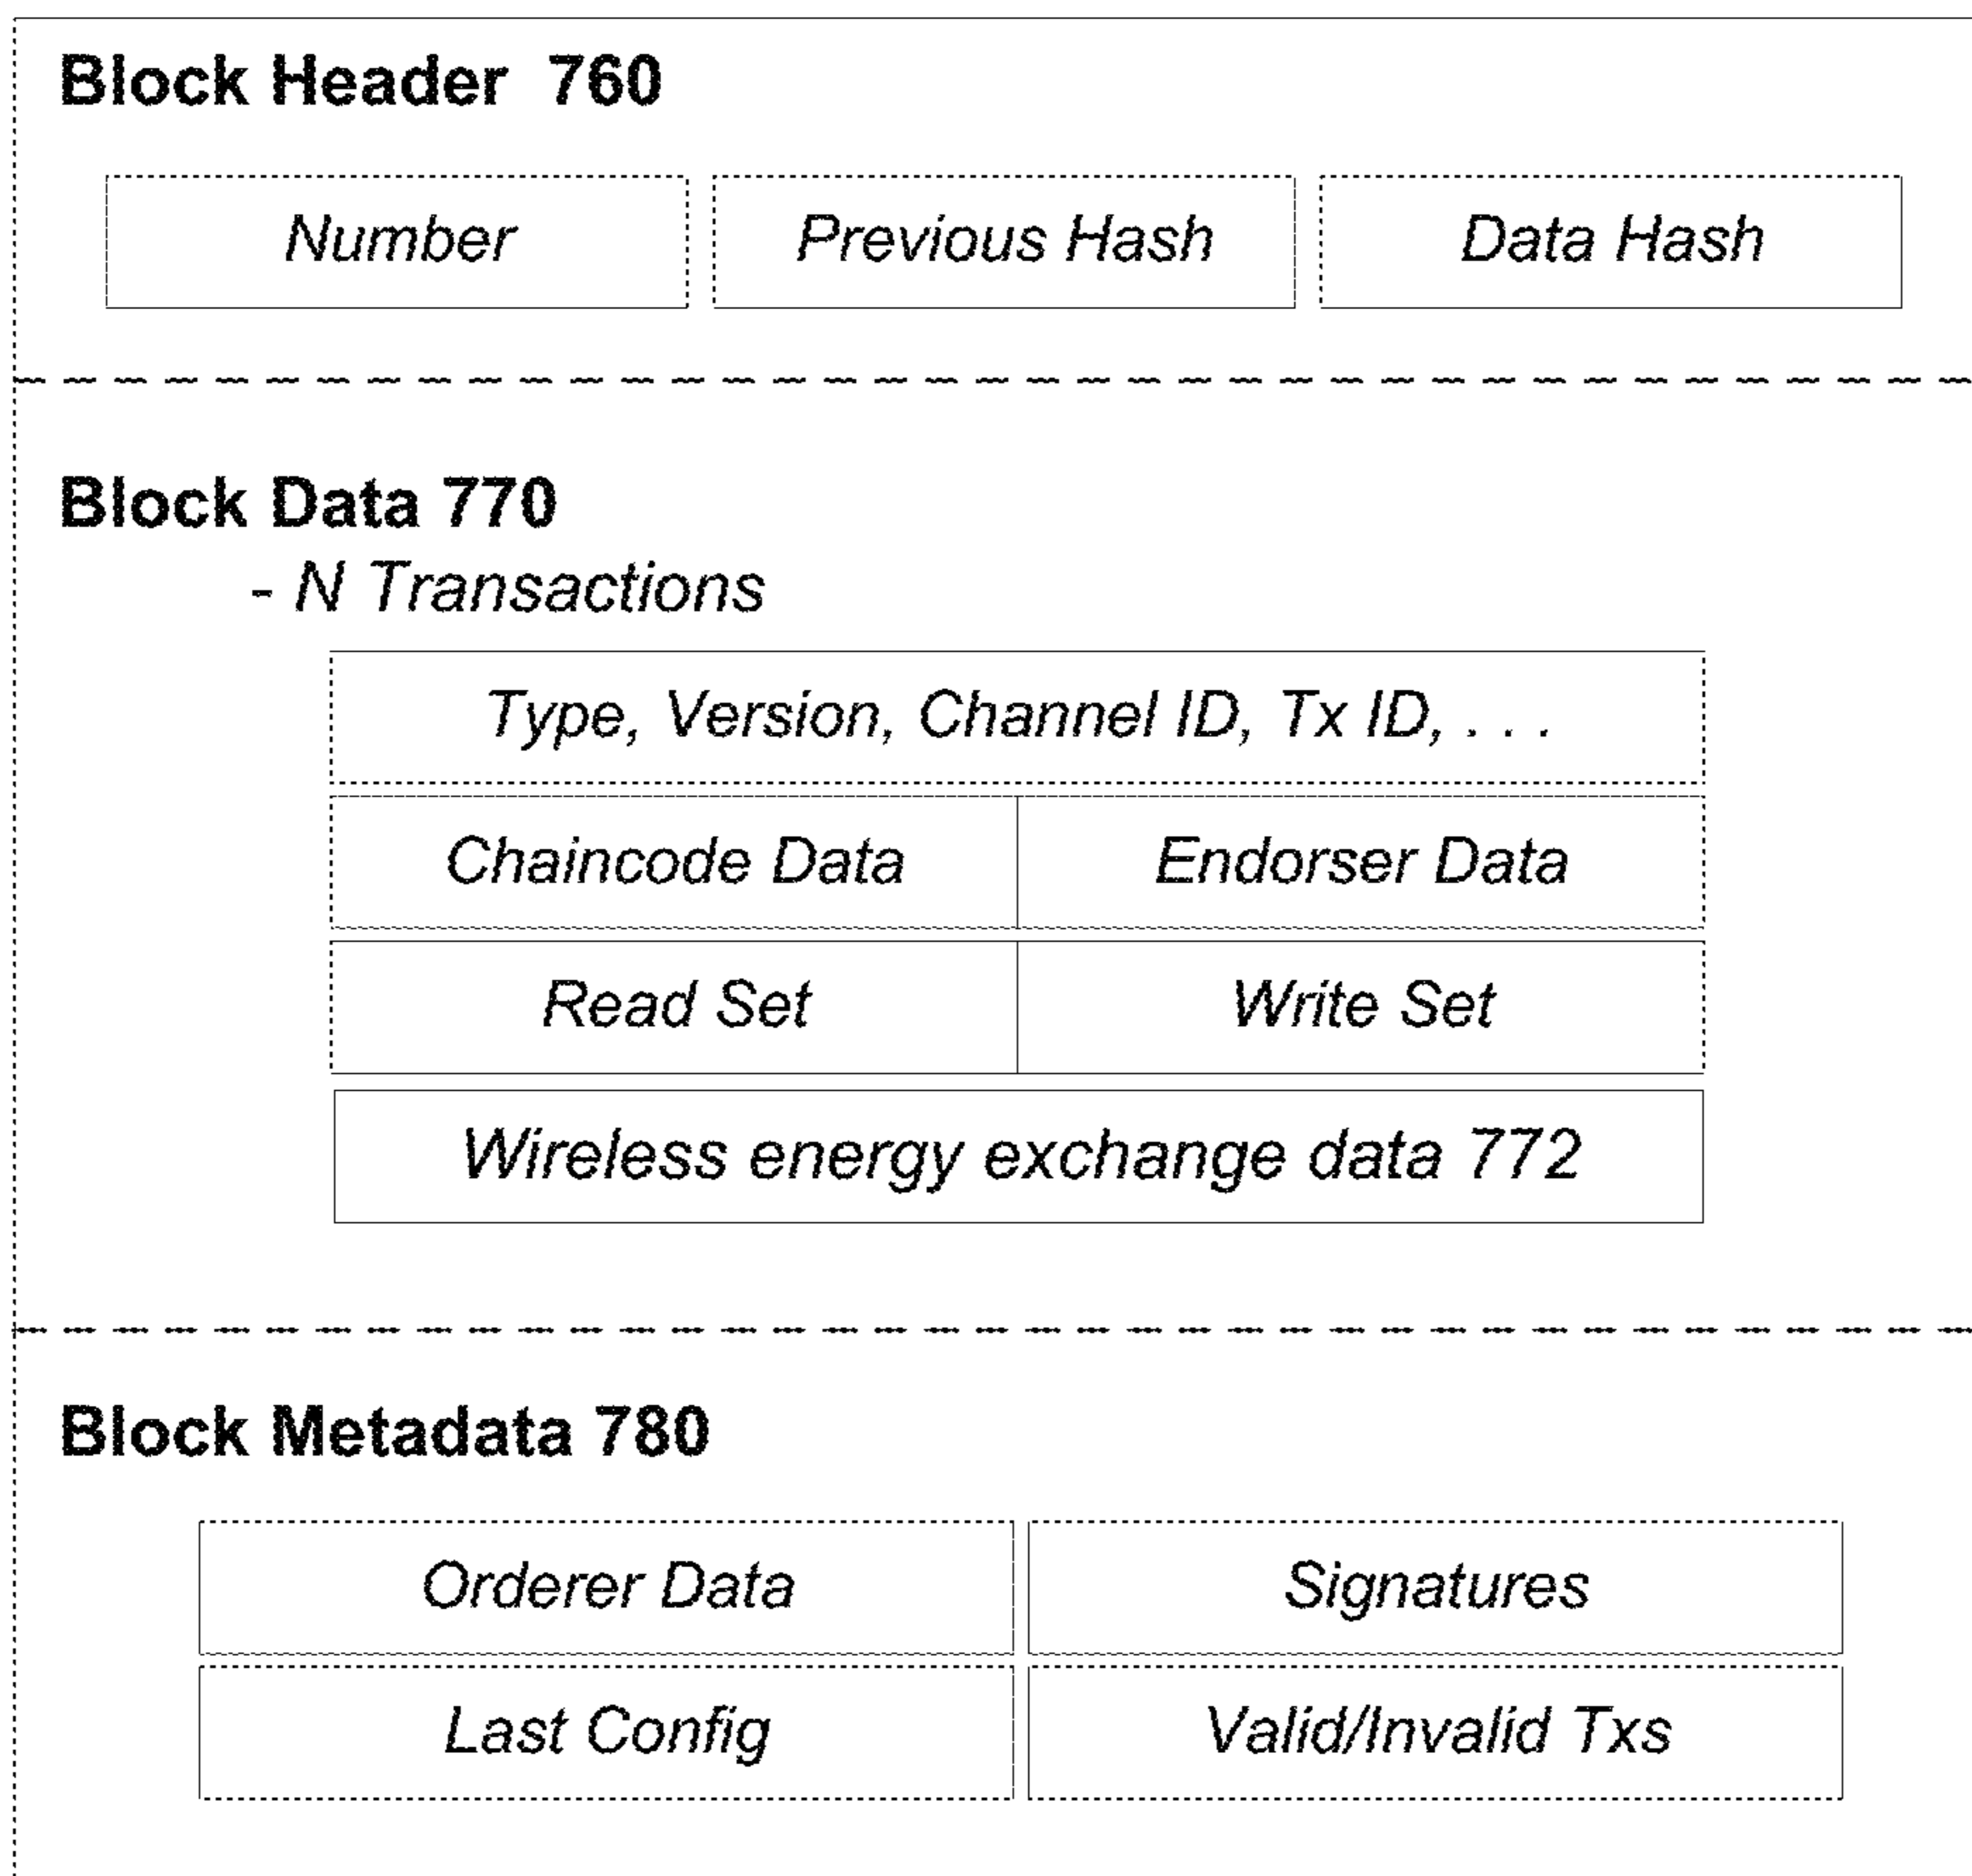 Block Header 760
Number Previous Hash Data Hash
Block Data 770
- N Transactions
Type, Version, Channel ID, Tx ID, . . .
Chaincode Data Endorser Data
Read Set Write Set
Wireless energy exchange data 772
Block Metadata 780
Orderer Data Signatures
Last Config Valid/Invalid Txs